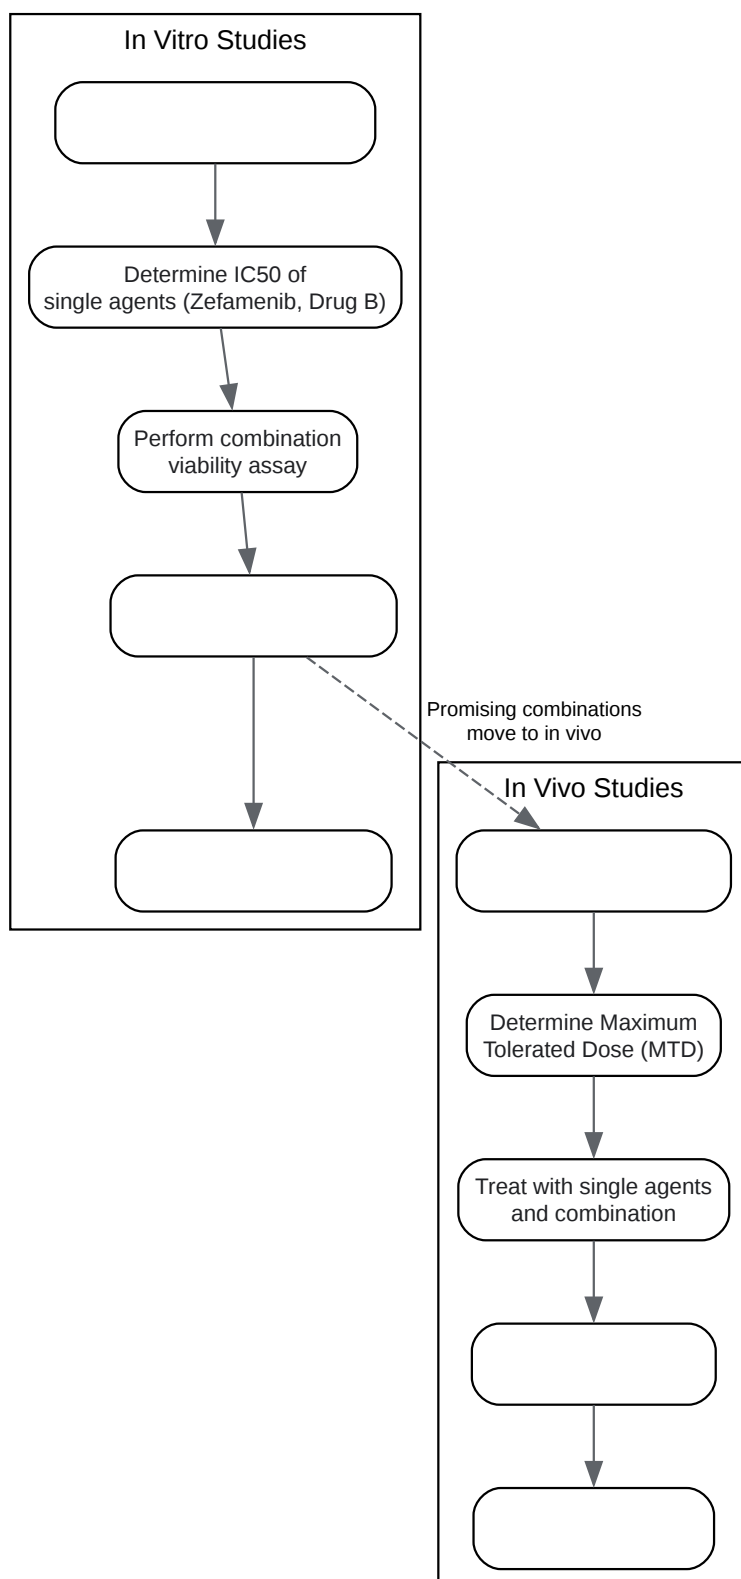 In Vitro Studies
Determine IC50 of
single agents (Zefamenib, Drug B)
Perform combination
viability assay
Promising combinations
move to in vivo
In Vivo Studies
Determine Maximum
Tolerated Dose (MTD)
Treat with single agents
and combination